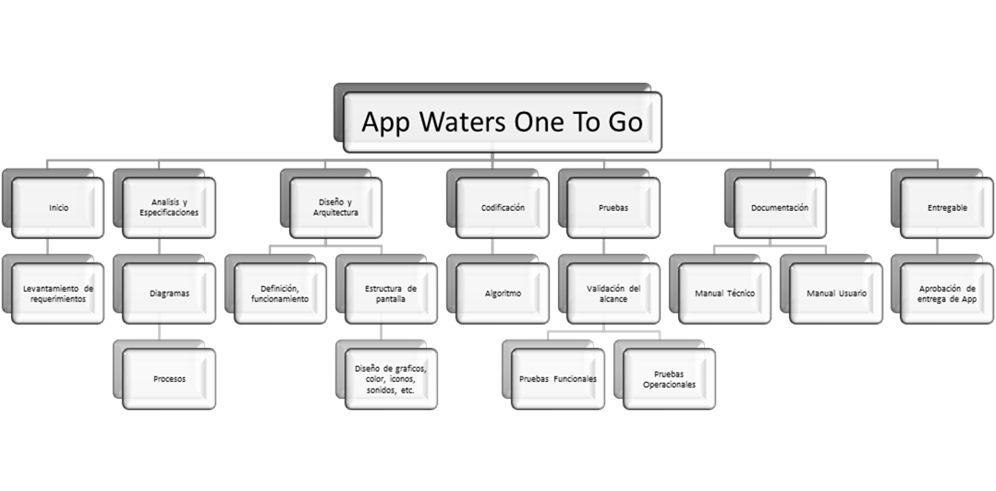 App Waters One To Go
Inicio
Analisis y
Especificaciones
Diseño y
Arquitectura
Codificación
Pruebas
Documentación
Entregable
Levantamiento de
requerimientos
Diagramas
Definición,
funcionamiento
Estructura de
pantalla
Algoritmo
Validación del
alcance
Manual Técnico
Manual Usuario
Aprobación de
entrega de App
Procesos
Diseño de graficos,
color, iconos,
sonidos, etc.
Pruebas Funcionales
Pruebas
Operacionales